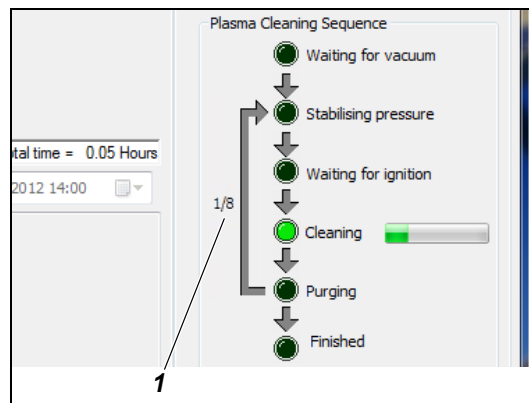 Plasma Cleaning Sequence
Waiting for vacuum
Stabilising pressure
tal time = 0.05 Hours
Waiting for ignition
2012 14:00
1/8
Cleaning
Purging
Finished
1